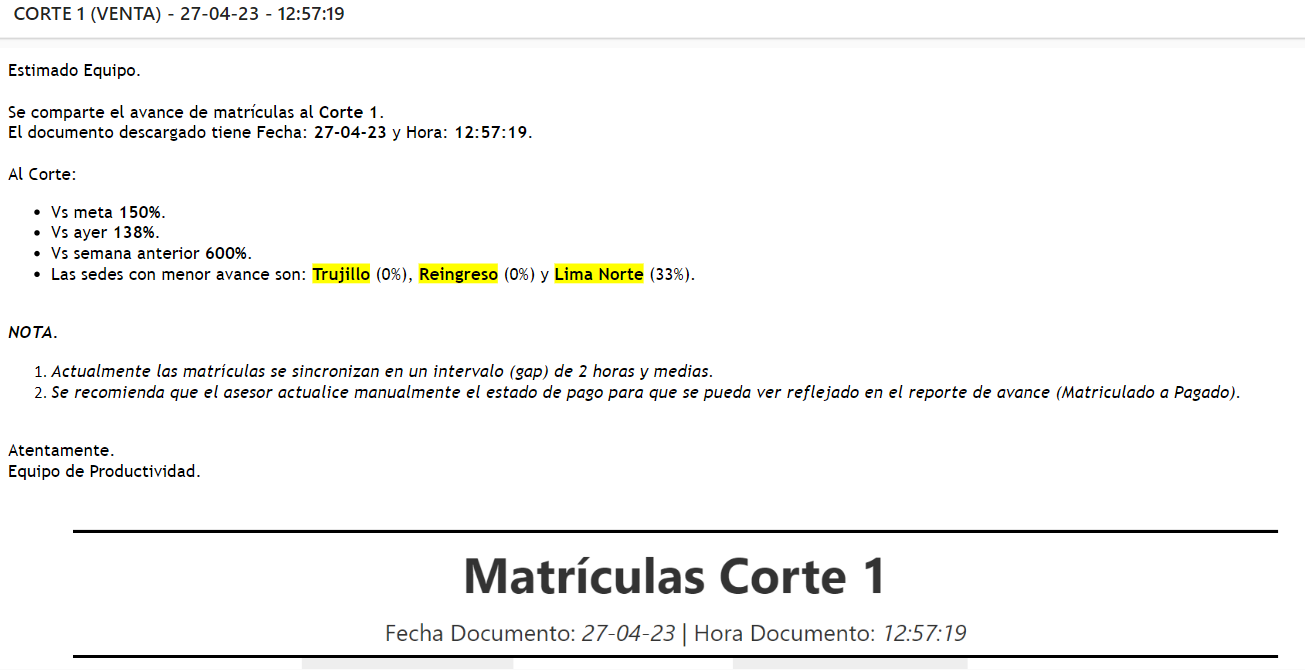 CORTE 1 (VENTA) - 27-04-23 - 12:57:19
Estimado Equipo.
Se comparte el avance de matrículas al Corte 1.
El documento descargado tiene Fecha: 27-04-23 y Hora: 12:57:19.
Al Corte:
• Vs meta 150%.
• Vs ayer 138%.
• Vs semana anterior 600%.
• Las sedes con menor avance son: Trujillo (0%), Reingreso (0%) y Lima Norte (33%).
NOTA.
1. Actualmente las matrículas se sincronizan en un intervalo (gap) de 2 horas y medias.
2. Se recomienda que el asesor actualice manualmente el estado de pago para que se pueda ver reflejado en el reporte de avance (Matriculado a Pagado).
Atentamente.
Equipo de Productividad.
Matrículas Corte 1
Fecha Documento: 27-04-23 | Hora Documento: 12:57:19